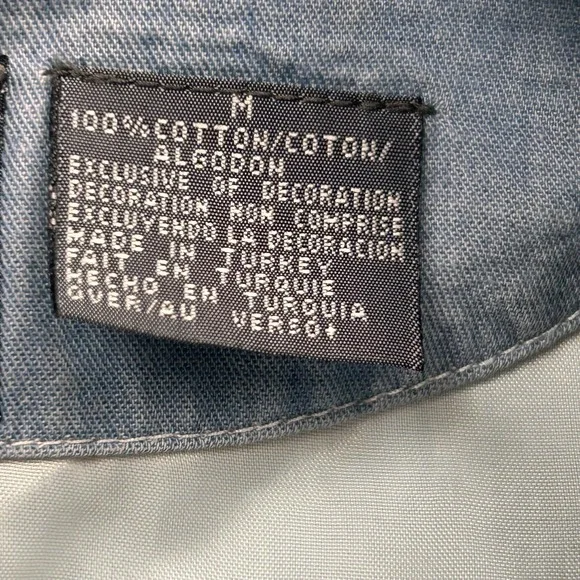 M
100% COTTON/COTON/
ALGODON
EXCLUSIVE OF DECORATION
DECORATION NON COMPRISE
EXCLUYENDO LA DECORACION
MADE IN TURKEY
FAIT EN TURQUIE
HECHO EN TURQUIA
OVER/AU VERSO↑